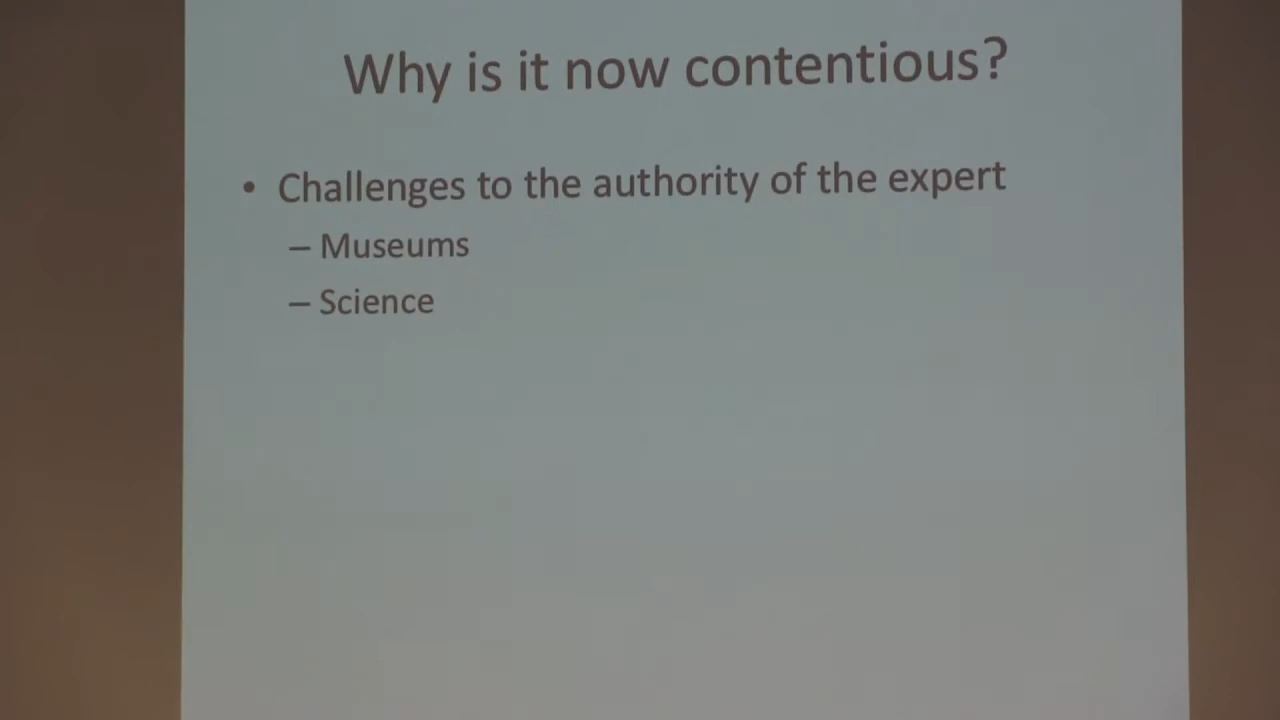 Why is it now contentious?
• Challenges to the authority of the expert
– Museums
– Science